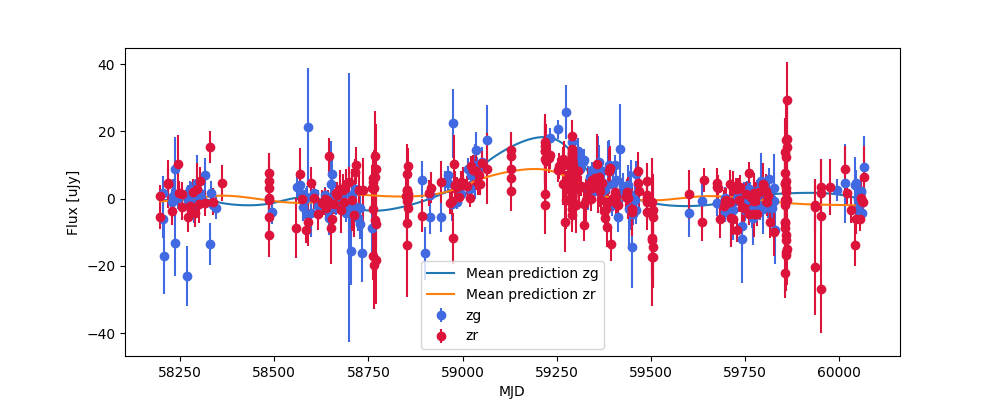 40
20
0
−20
−40
Flux [uJy]
Mean prediction zg
Mean prediction zr
zg
zr
58250
58500
58750
59000
59250
59500
59750
60000
MJD